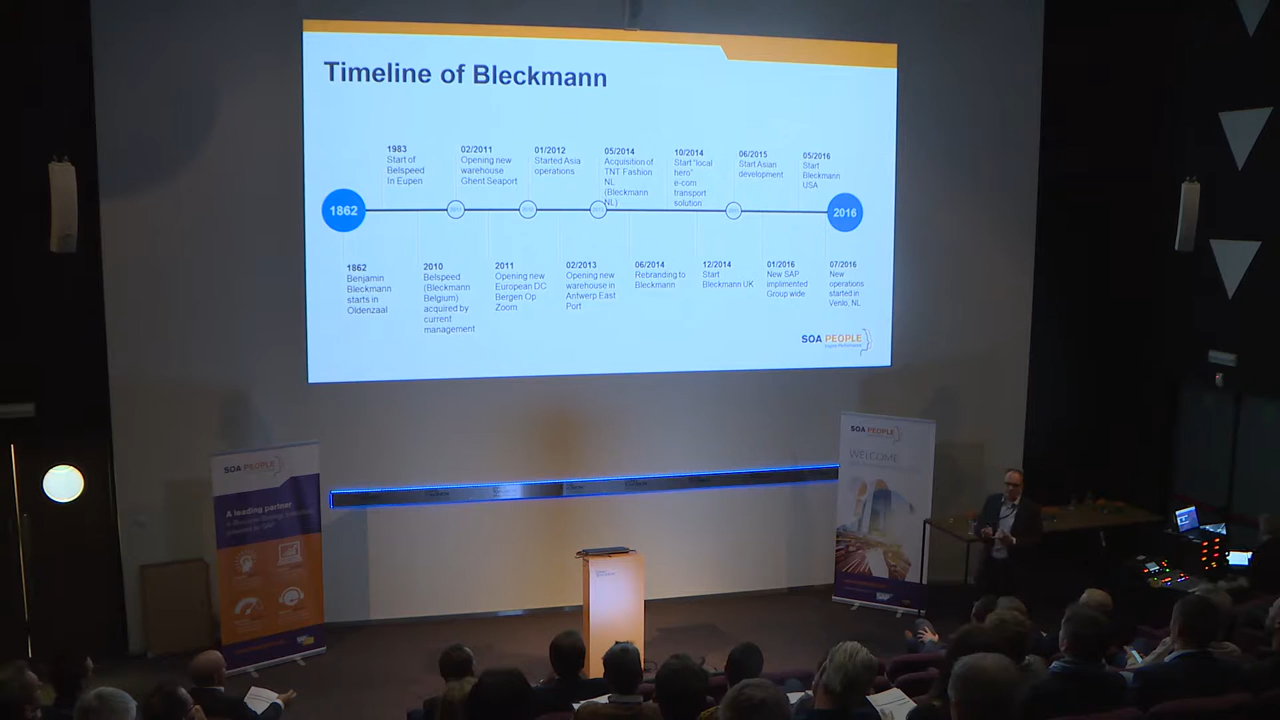 Timeline of Bleckmann
1983
Start of
Belspeed
In Eupen
02/2011
Opening new
warehouse
Ghent Seaport
01/2012
Started Asia
operations
05/2014
Acquisition of
TNT Fashion
NL
(Bleckmann
NL)
10/2014
Start "local
hero"
e-com
transport
solution
06/2015
Start Asian
development
05/2016
Start
Bleckmann
USA
1862
2016
1862
Benjamin
Bleckmann
starts in
Oldenzaal
2010
Belspeed
(Bleckmann
Belgium)
acquired by
current
management
2011
Opening new
European DC
Bergen Op
Zoom
02/2013
Opening new
warehouse in
Antwerp East
Port
06/2014
Rebranding to
Bleckmann
12/2014
Start
Bleckmann UK
01/2016
New SAP
implimented
Group wide
07/2016
New
operations
started in
Venlo, NL
SOA PEOPLE
SOA PEOPLE
A leading partner
SOA PEOPLE
WELCOME